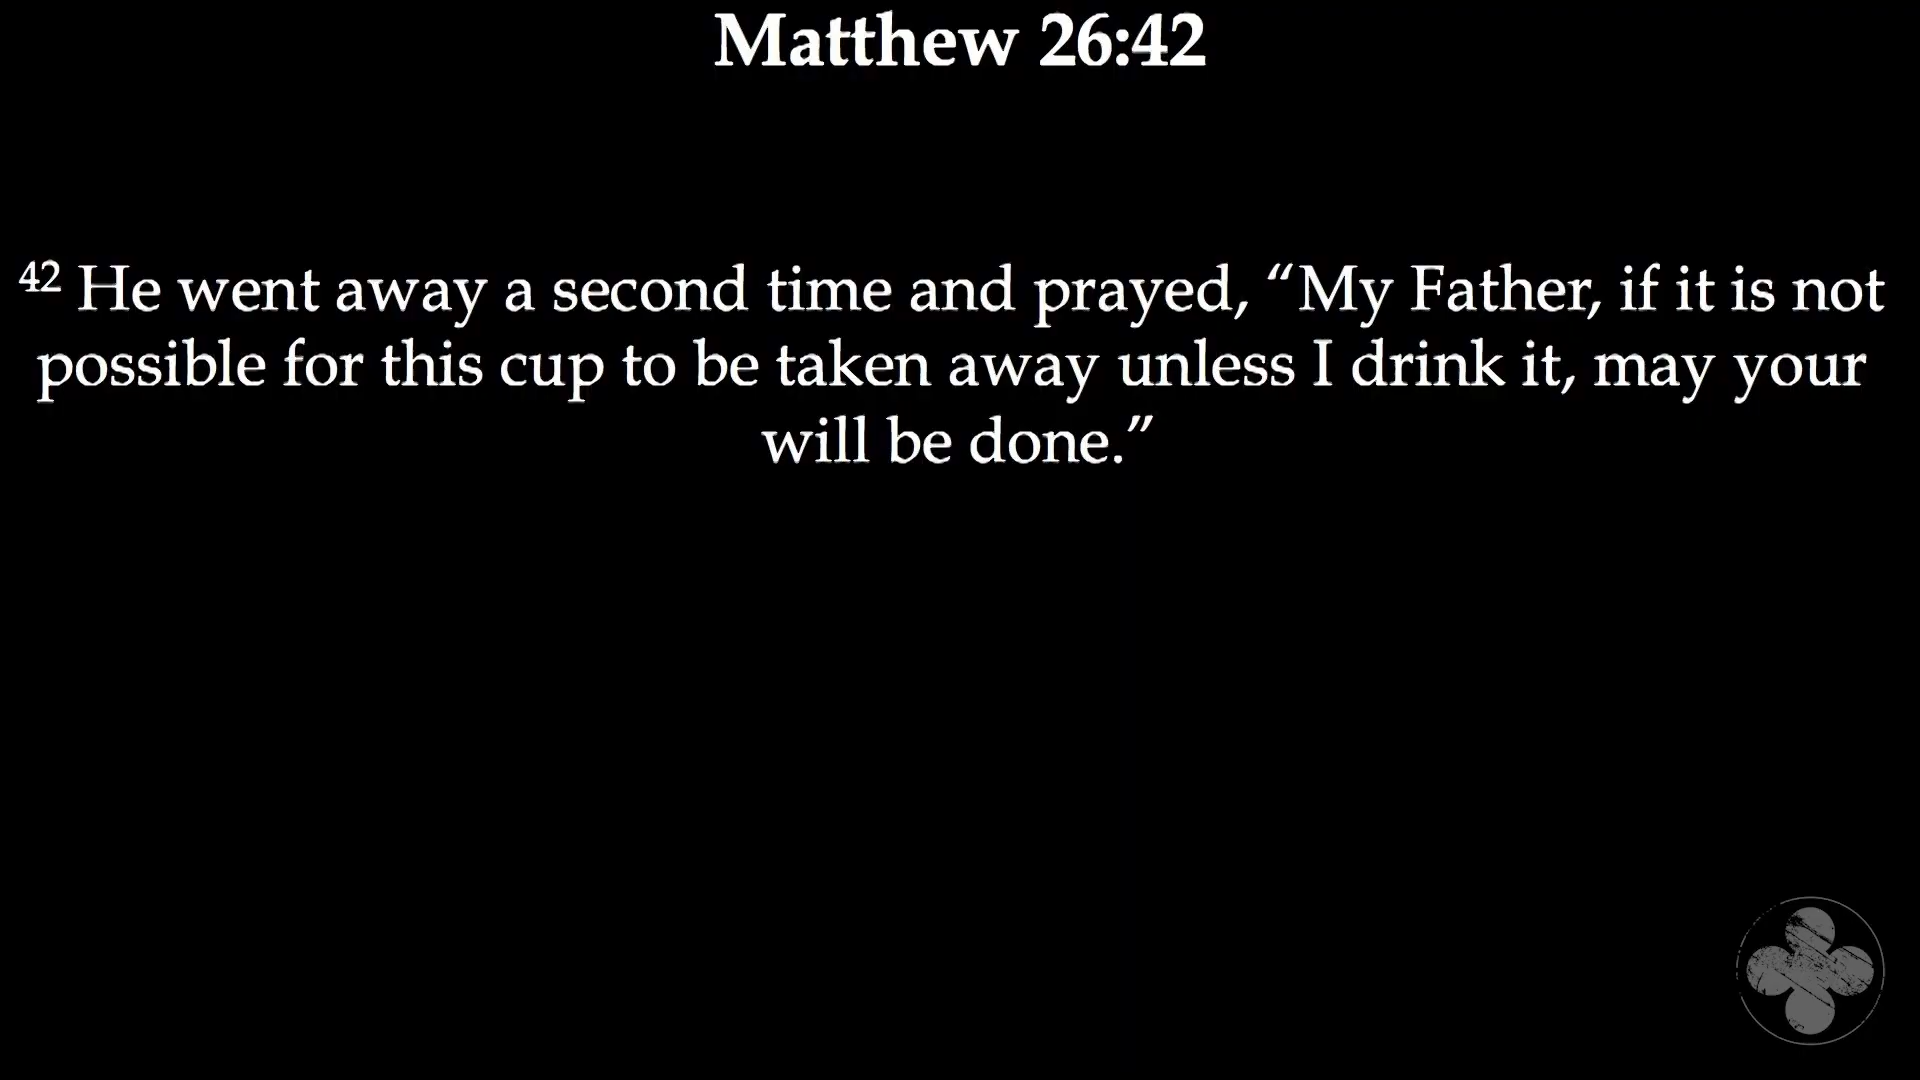 Matthew 26:42
42 He went away a second time and prayed, “My Father, if it is not
possible for this cup to be taken away unless I drink it, may your
will be done.”